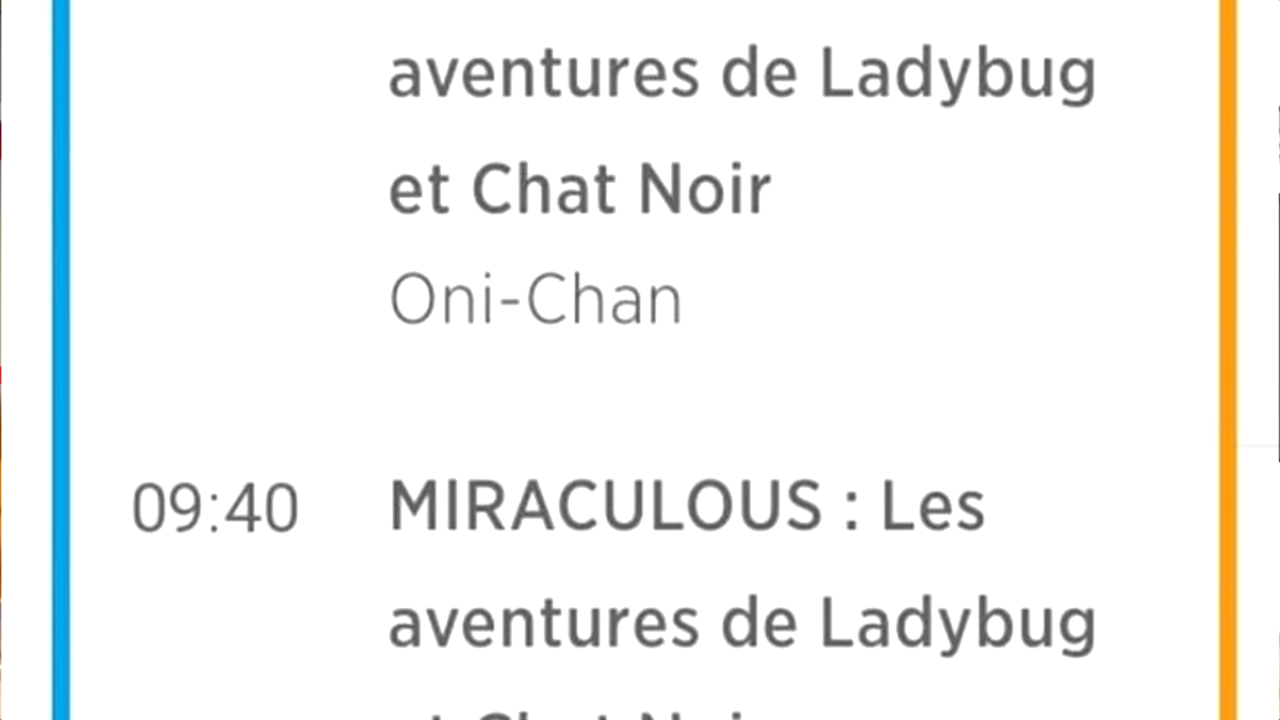 aventures de Ladybug
et Chat Noir
Oni-Chan
09:40 MIRACULOUS : Les
aventures de Ladybug